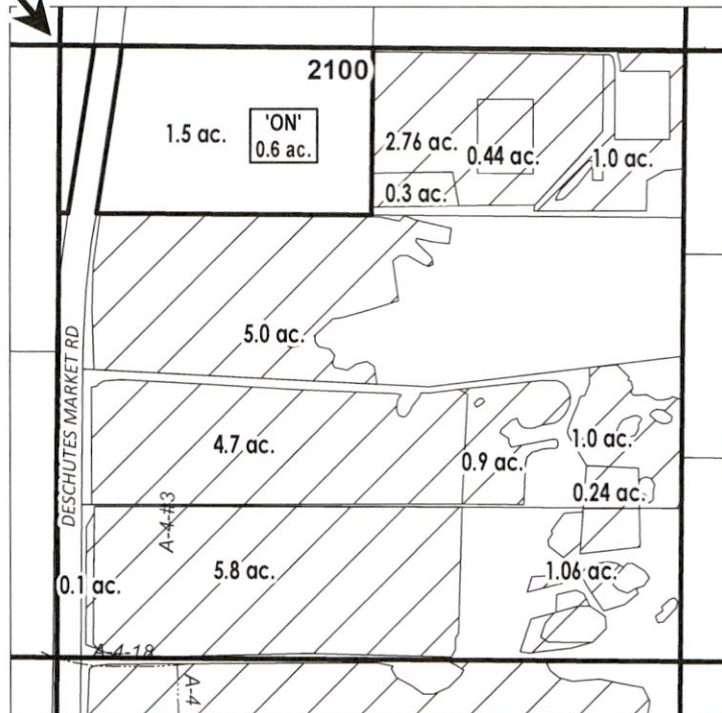 2100
1.5 ac.
'ON'
0.6 ac.
2.76 ac.
0.44 ac.
1.0 ac.
0.3 ac.
5.0 ac.
DESCHUTES MARKET RD
4.7 ac.
0.9 ac.
1.0 ac.
0.24 ac.
A-4-#3
0.1 ac.
5.8 ac.
1.06 ac.
A-4-18
A-4